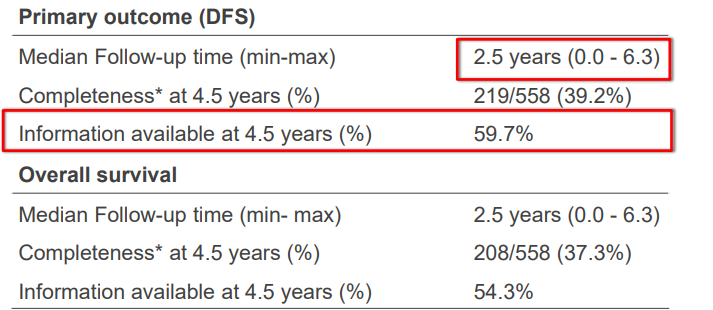 Primary outcome (DFS)
Median Follow-up time (min-max) 2.5 years (0.0 - 6.3)
Completeness* at 4.5 years (%) 219/558 (39.2%)
Information available at 4.5 years (%) 59.7%
Overall survival
Median Follow-up time (min- max) 2.5 years (0.0 - 6.3)
Completeness* at 4.5 years (%) 208/558 (37.3%)
Information available at 4.5 years (%) 54.3%